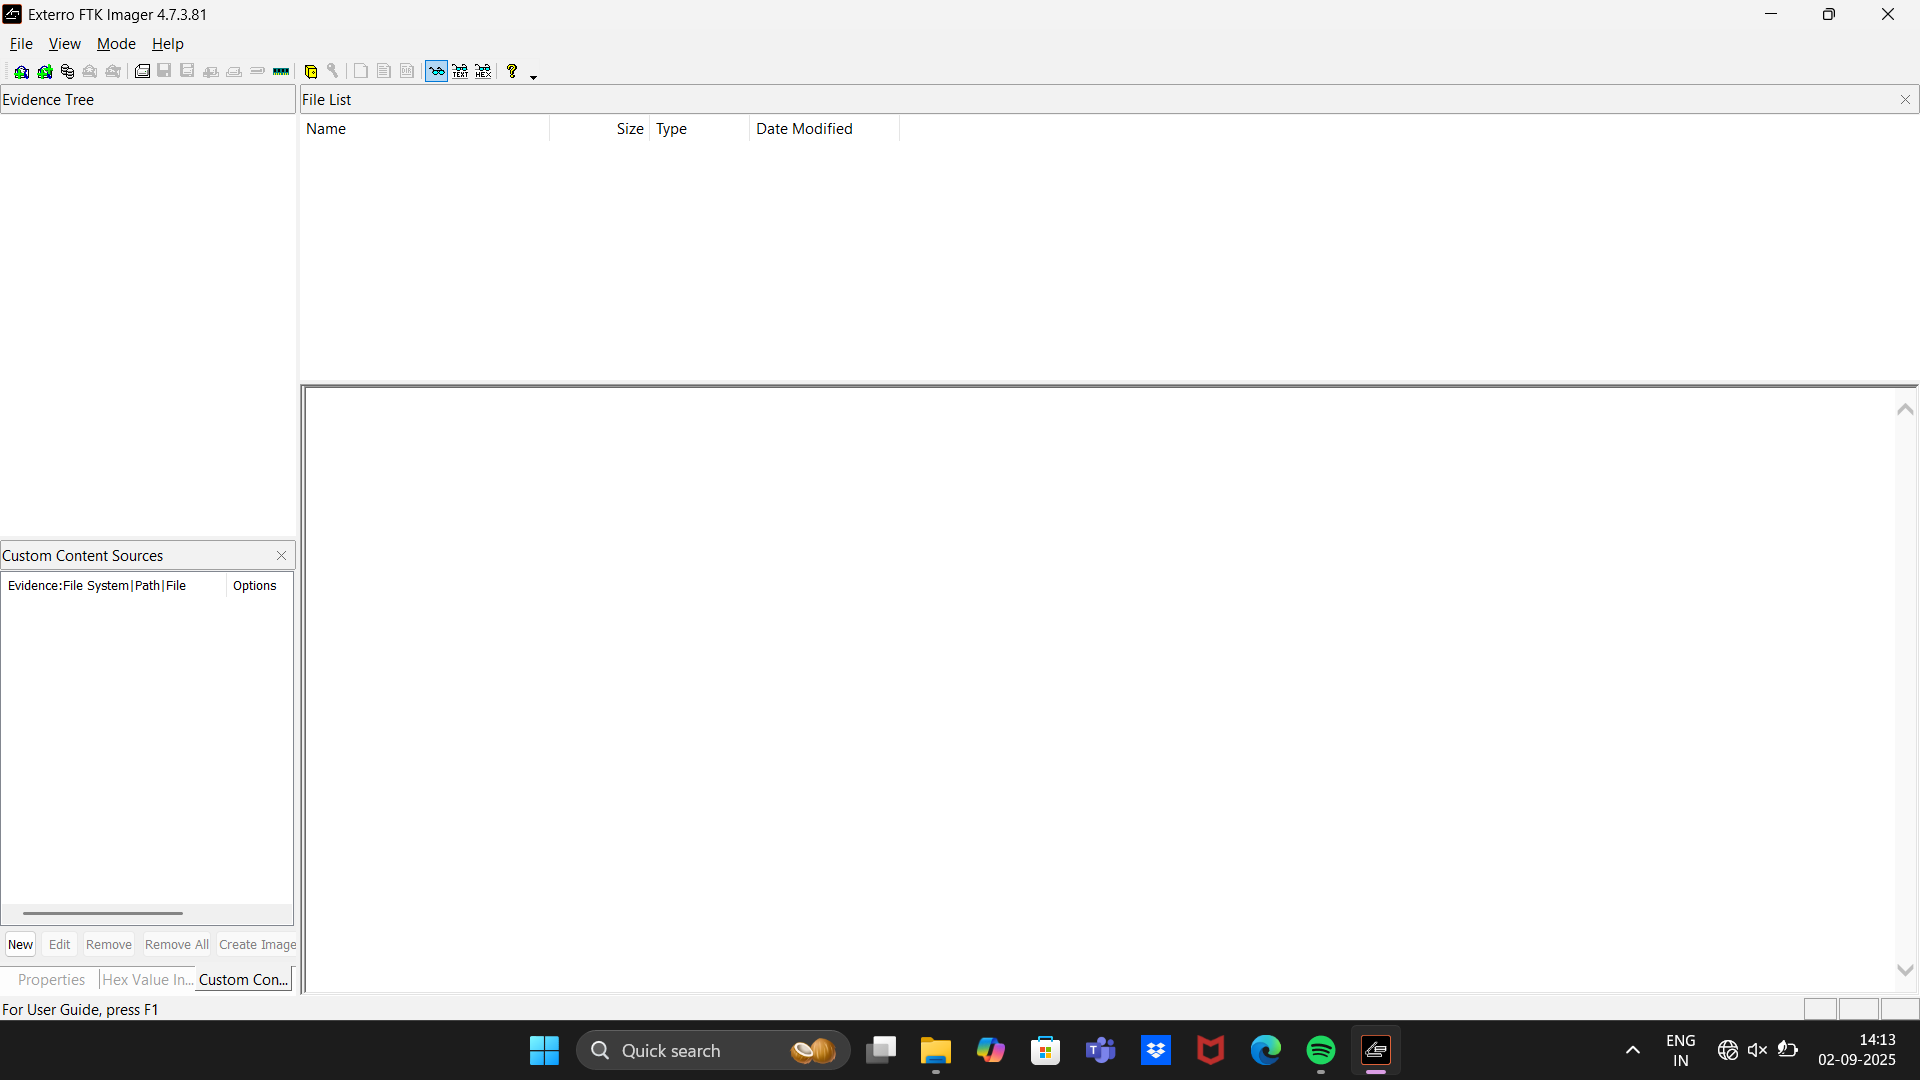 Exterro FTK Imager 4.7.3.81
File View Mode Help
TEXT HEX
Evidence Tree
File List
Name Size Type Date Modified
Custom Content Sources
Evidence:File System|Path|File Options
New Edit Remove Remove All Create Image
Properties Hex Value In... Custom Con...
For User Guide, press F1
Quick search
ENG
IN
14:13
02-09-2025